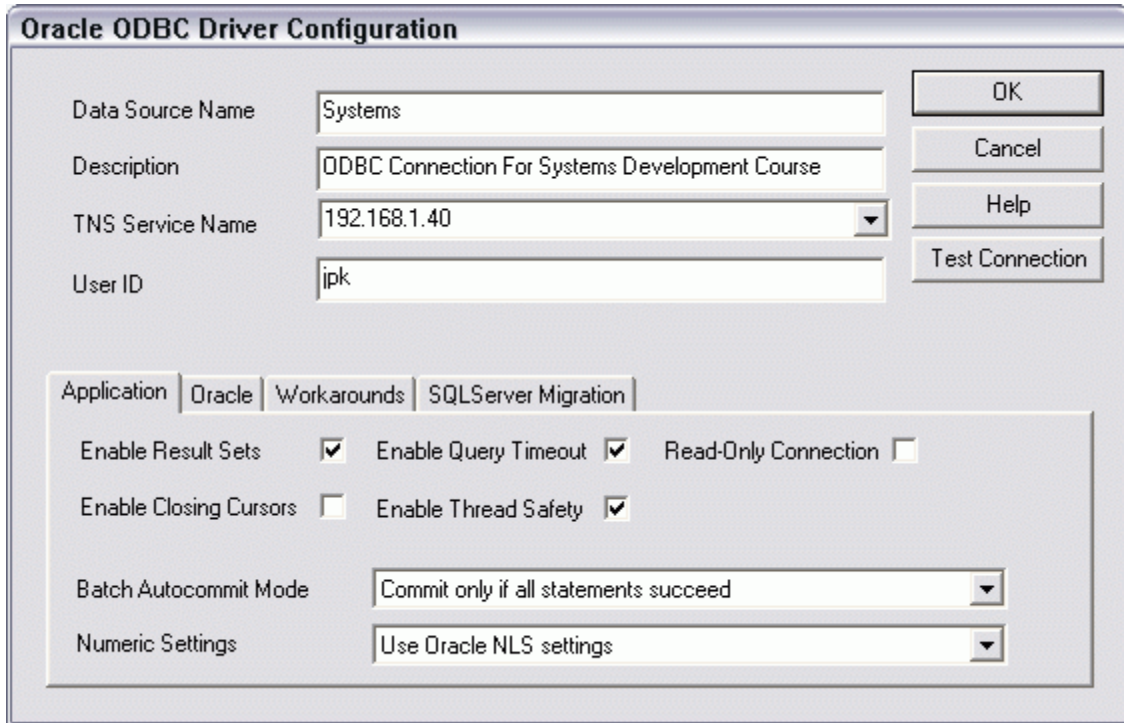 Oracle ODBC Driver Configuration
Data Source Name Systems
OK
Description ODBC Connection For Systems Development Course
Cancel
TNS Service Name 192.168.1.40
Help
User ID jpk
Test Connection
Application Oracle Workarounds SQLServer Migration
Enable Result Sets Enable Query Timeout Read-Only Connection
Enable Closing Cursors Enable Thread Safety
Batch Autocommit Mode Commit only if all statements succeed
Numeric Settings Use Oracle NLS settings